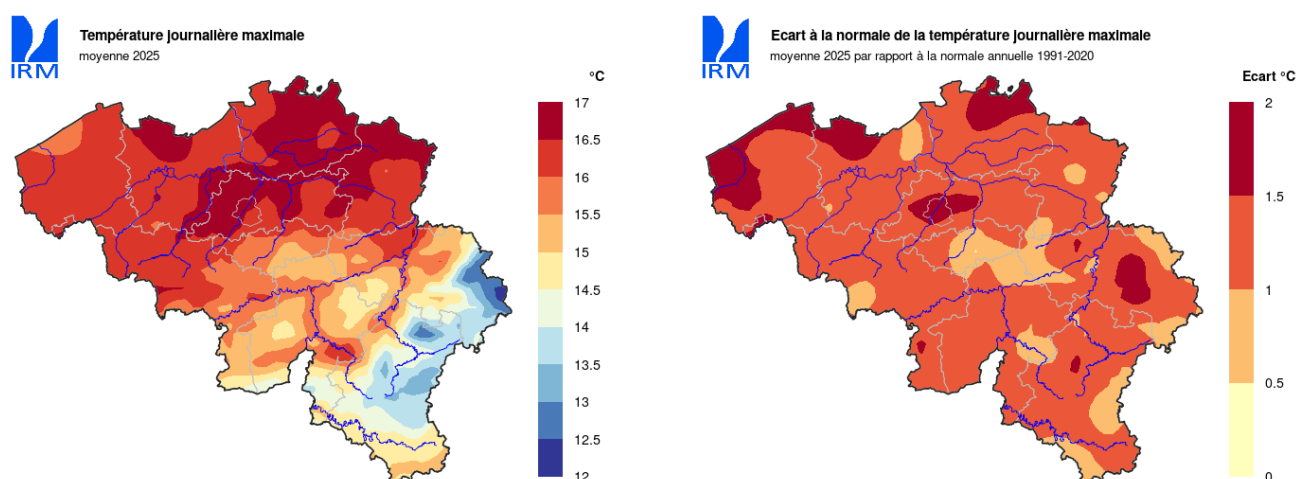 Température journalière maximale
moyenne 2025
IRM
°C
17
16.5
16
15.5
15
14.5
14
13.5
13
12.5
12
Ecart à la normale de la température journalière maximale
moyenne 2025 par rapport à la normale annuelle 1991-2020
IRM
Ecart °C
2
1.5
1
0.5
0